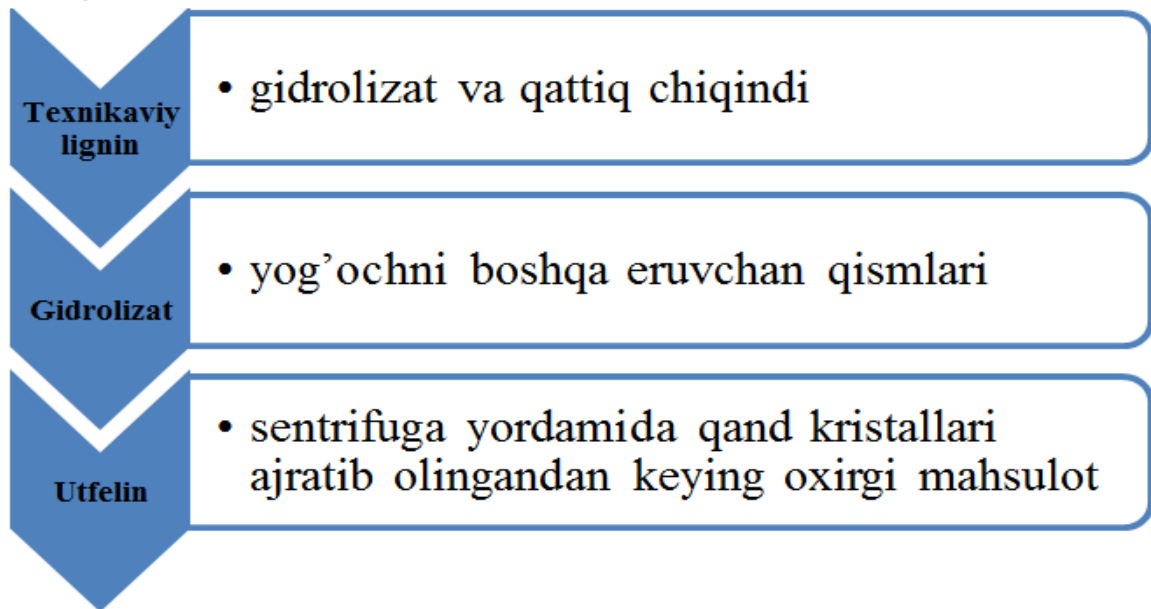 Texnikaviy
lignin
• gidrolizat va qattiq chiqindi
Gidrolizat
• yog’ochni boshqa eruvchan qismlari
Utfelin
• sentrifuga yordamida qand kristallari
ajratib olingandan keying oxirgi mahsulot